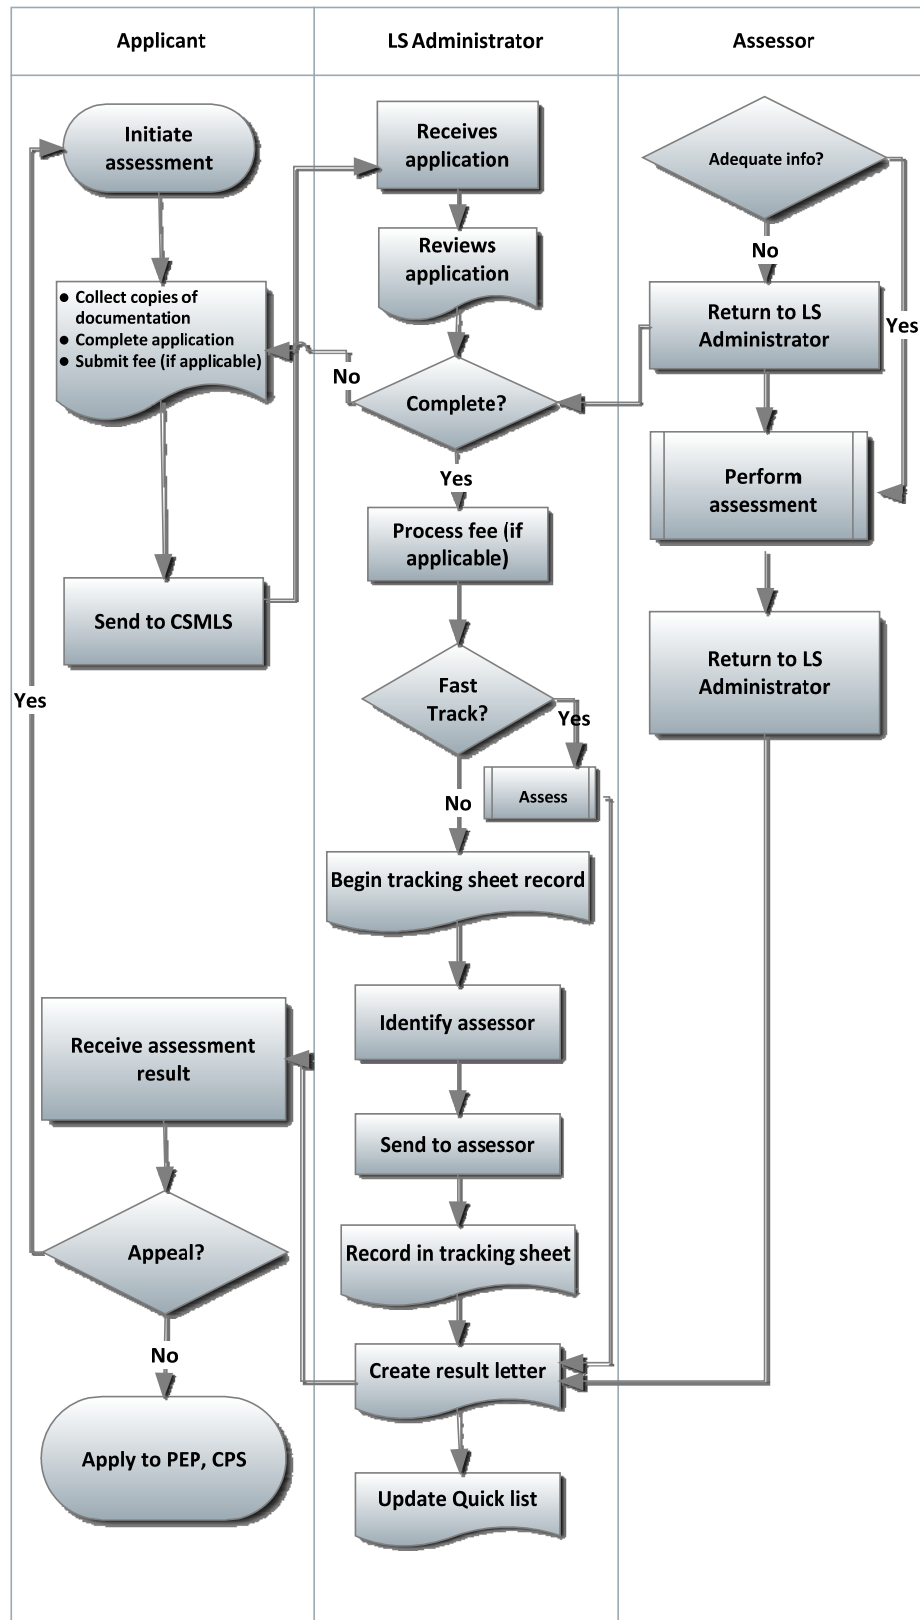 Applicant
LS Administrator
Assessor
Initiate
assessment
● Collect copies of
documentation
● Complete application
● Submit fee (if applicable)
Send to CSMLS
Yes
Receive assessment
result
Appeal?
No
Apply to PEP, CPS
Receives
application
Reviews
application
No
Complete?
Yes
Process fee (if
applicable)
Fast
Track?
Yes
Assess
No
Begin tracking sheet record
Identify assessor
Send to assessor
Record in tracking sheet
Create result letter
Update Quick list
Adequate info?
No
Yes
Return to LS
Administrator
Perform
assessment
Return to LS
Administrator